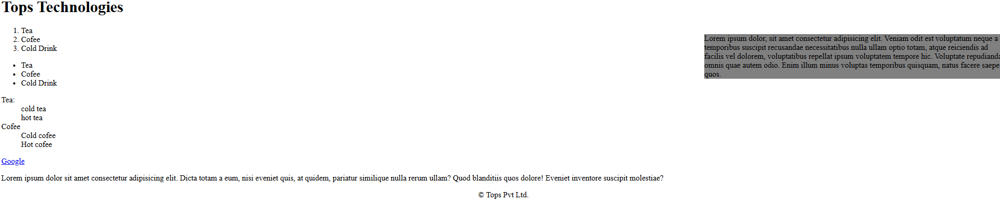 Tops Technologies
1. Tea
2. Cofee
3. Cold Drink
• Tea
• Cofee
• Cold Drink
Tea:
cold tea
hot tea
Cofee
Cold cofee
Hot cofee
Google
Lorem ipsum dolor sit amet consectetur adipisicing elit. Dicta totam a eum, nisi eveniet quis, at quidem, pariatur similique nulla rerum ullam? Quod blanditiis quos dolore! Eveniet inventore suscipit molestiae?
Lorem ipsum dolor, sit amet consectetur adipisicing elit. Veniam odit est voluptatum neque a
temporibus suscipit recusandae necessitatibus nulla ullam optio totam, atque reiciendis ad
facilis vel dolorem, voluptatibus repellat ipsum voluptatem tempore hic. Voluptate repudianda
omnis quae autem odio. Enim illum minus voluptas temporibus quisquam, natus facere saepe
quos.
© Tops Pvt Ltd.